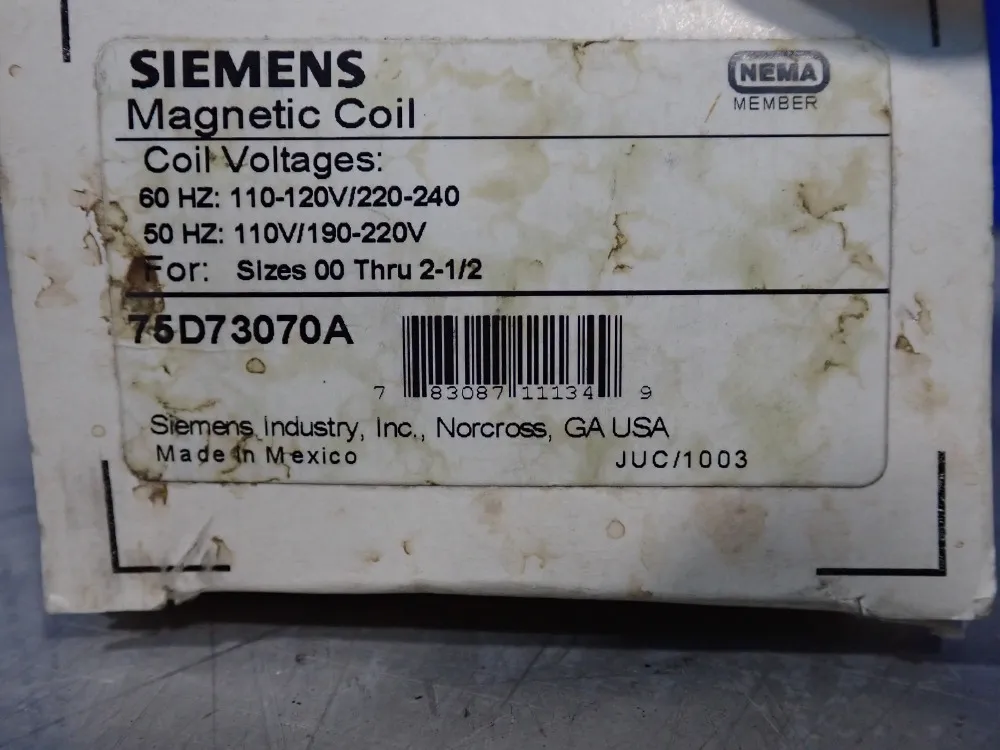 SIEMENS
NEMA
Magnetic Coil
MEMBER
Coil Voltages:
60 HZ: 110-120V/220-240
50 HZ: 110V/190-220V
For: Sizes 00 Thru 2-1/2
75D73070A
7 83087 11134 9
Siemens Industry, Inc., Norcross, GA USA
Made in Mexico JUC/1003